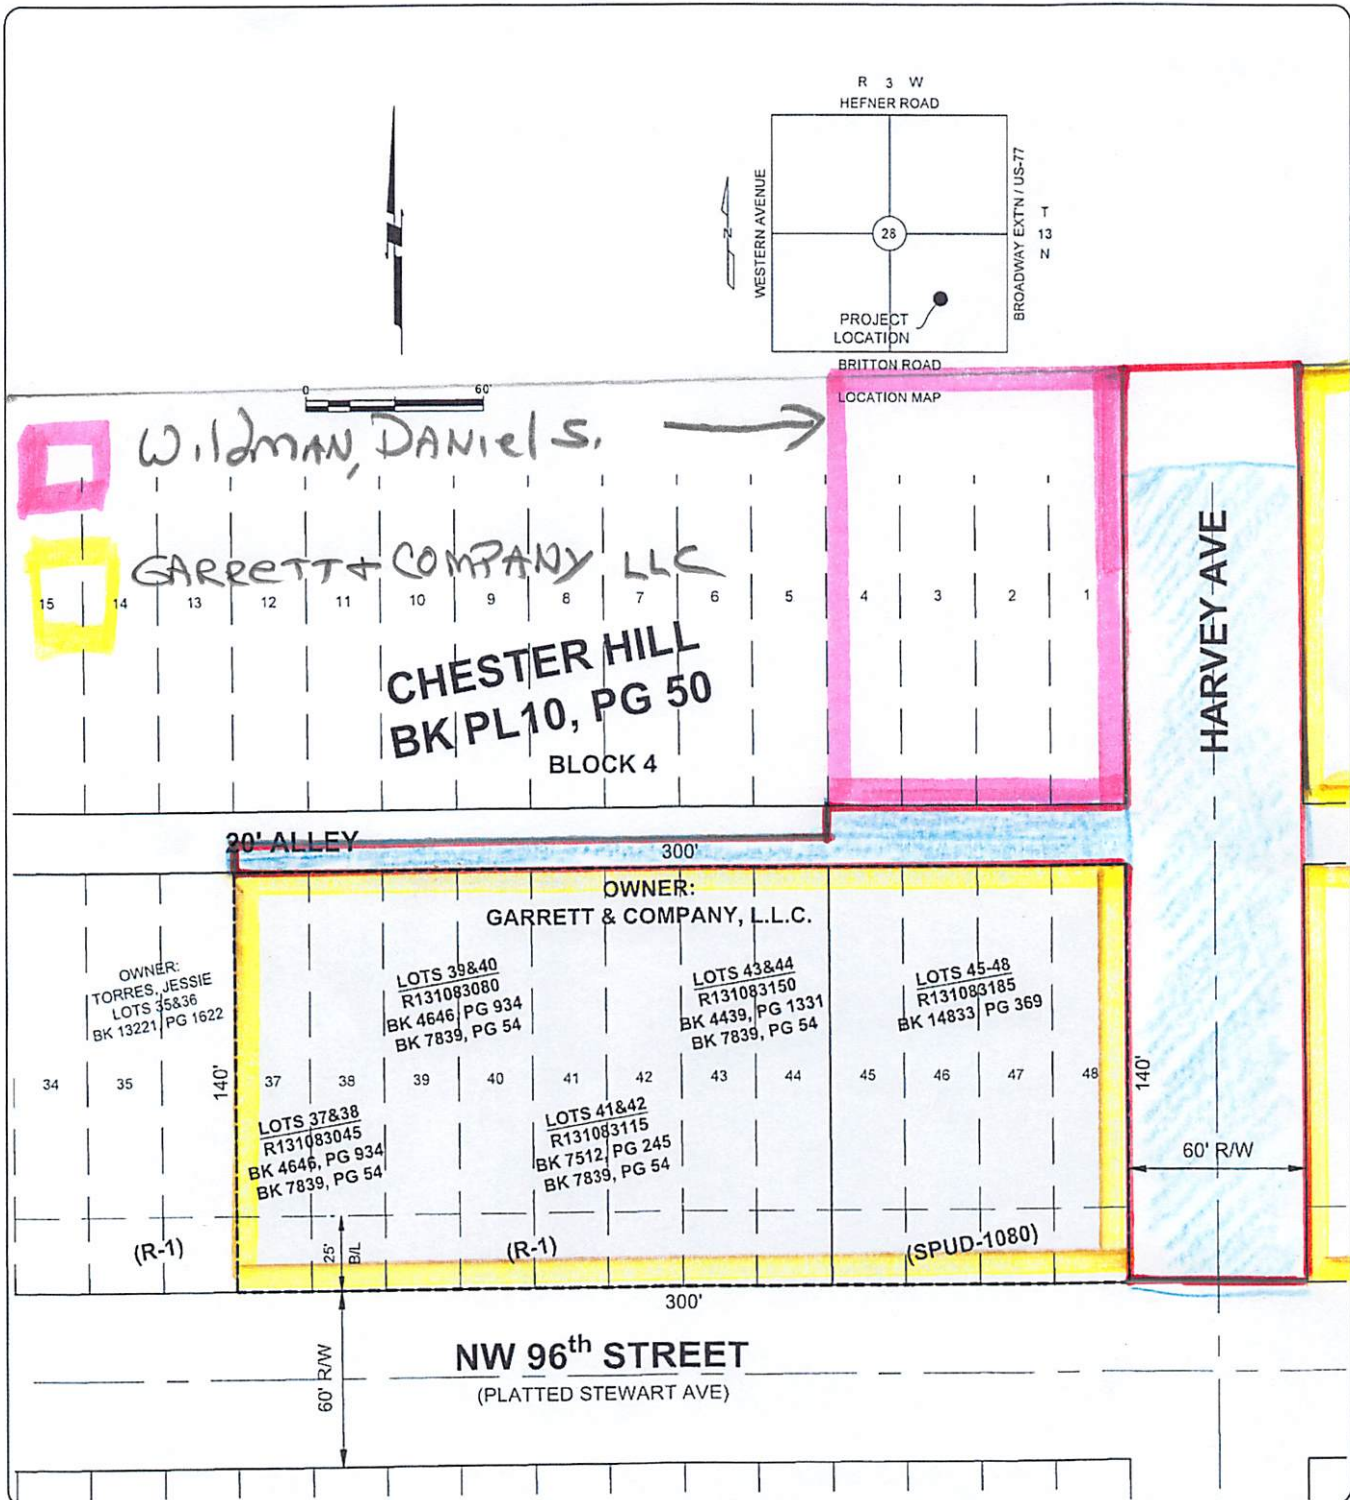 R 3 W
HEFNER ROAD
WESTERN AVENUE
N
28
BROADWAY EXT'N / US-77
T
13
N
PROJECT
LOCATION
BRITTON ROAD
LOCATION MAP
0 60'
WildMAN, DANiel S.
GARReTT + COMPANY LLC
15 14 13 12 11 10 9 8 7 6 5 4 3 2 1
CHESTER HILL
BK PL10, PG 50
BLOCK 4
HARVEY AVE
20' ALLEY
300'
OWNER:
GARRETT & COMPANY, L.L.C.
OWNER:
TORRES, JESSIE
LOTS 35&36
BK 13221, PG 1622
LOTS 39&40
R131083080
BK 4646, PG 934
BK 7839, PG 54
LOTS 43&44
R131083150
BK 4439, PG 1331
BK 7839, PG 54
LOTS 45-48
R131083185
BK 14833, PG 369
34 35 140' 37 38 39 40 41 42 43 44 45 46 47 48 140'
LOTS 37&38
R131083045
BK 4646, PG 934
BK 7839, PG 54
LOTS 41&42
R131083115
BK 7512, PG 245
BK 7839, PG 54
60' R/W
(R-1)
25'
B/L
(R-1)
(SPUD-1080)
300'
60' R/W
NW 96th STREET
(PLATTED STEWART AVE)